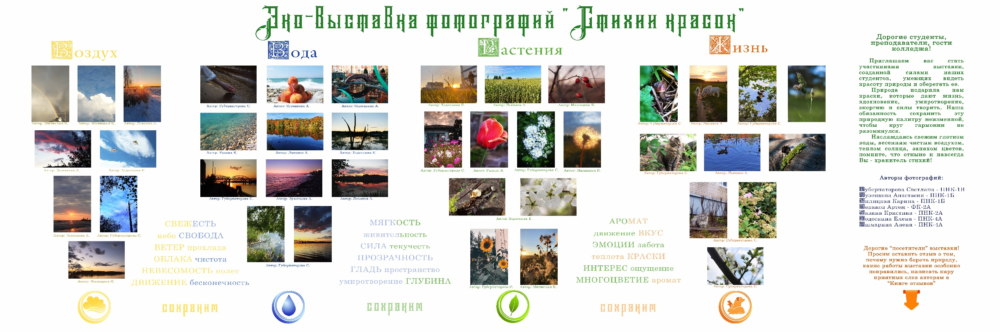 Эко-Выставка фотографий "Стихии красок"
Воздух
Автор: Милицкая К.
Автор: Милицкая К.
Автор: Леканов А.
Автор: Зузенкова А.
Автор: Ходоскина Е.
Автор: Зузенкова А.
Автор: Губернаторова С.
Автор: Милицкая К.
СВЕЖЕСТЬ
небо СВОБОДА
ВЕТЕР прохлада
ОБЛАКА чистота
НЕВЕСОМОСТЬ полет
ДВИЖЕНИЕ бесконечность
сохраним
Вода
Автор: Губернаторова С.
Автор: Зузенкова А.
Автор: Ошмарина А.
Автор: Разина К.
Автор: Леканов А.
Автор: Ходоскина Е.
Автор: Губернаторова С.
Автор: Зузенкова А.
Автор: Леканов А.
Автор: Губернаторова С.
МЯГКОСТЬ
живительность
СИЛА текучесть
ПРОЗРАЧНОСТЬ
ГЛАДЬ пространство
умиротворение ГЛУБИНА
сохраним
Растения
Автор: Ходоскина Е.
Автор: Леканов А.
Автор: Милицкая К.
Автор: Губернаторова С.
Автор: Разина К.
Автор: Губернаторова С.
Автор: Милицкая К.
Автор: Ходоскина Е.
Автор: Губернаторова С.
Автор: Милицкая К.
АРОМАТ
движение ВКУС
ЭМОЦИИ забота
теплота КРАСКИ
ИНТЕРЕС ощущение
МНОГОЦВЕТИЕ аромат
сохраним
Жизнь
Автор: Губернаторова С.
Автор: Леканов А.
Автор: Губернаторова С.
Автор: Губернаторова С.
Автор: Леканов А.
Автор: Губернаторова С.
Автор: Губернаторова С.
Дорогие студенты,
преподаватели, гости
колледжа!
Приглашаем вас стать
участниками выставки,
созданной силами наших
студентов, умеющих видеть
красоту природы и оберегать ее.
Природа подарила нам
краски, которые дают жизнь,
вдохновение, умиротворение,
энергию и силы творить. Наша
обязанность сохранить эту
природную палитру неизменной,
чтобы круг гармонии не
разомкнулся.
Наслаждаясь свежим глотком
воды, весенним чистым воздухом,
теплом солнца, запахом цветов,
помните, что отныне и навсегда
Вы - хранитель стихий!
Авторы фотографий:
Губернаторова Светлана - ПНК-1В
Зузенкова Анастасия - ПНК-1Б
Милицкая Карина - ПНК-1Б
Леканов Артем - ФК-2А
Разина Кристина - ПНК-2А
Ходоскина Елена - ПНК-4А
Ошмарина Алена - ПНК-4А
Дорогие “посетители” выставки!
Просим оставить отзыв о том,
почему нужно беречь природу,
какие работы выставки особенно
понравились, написать пару
приятных слов авторам в
“Книге отзывов”